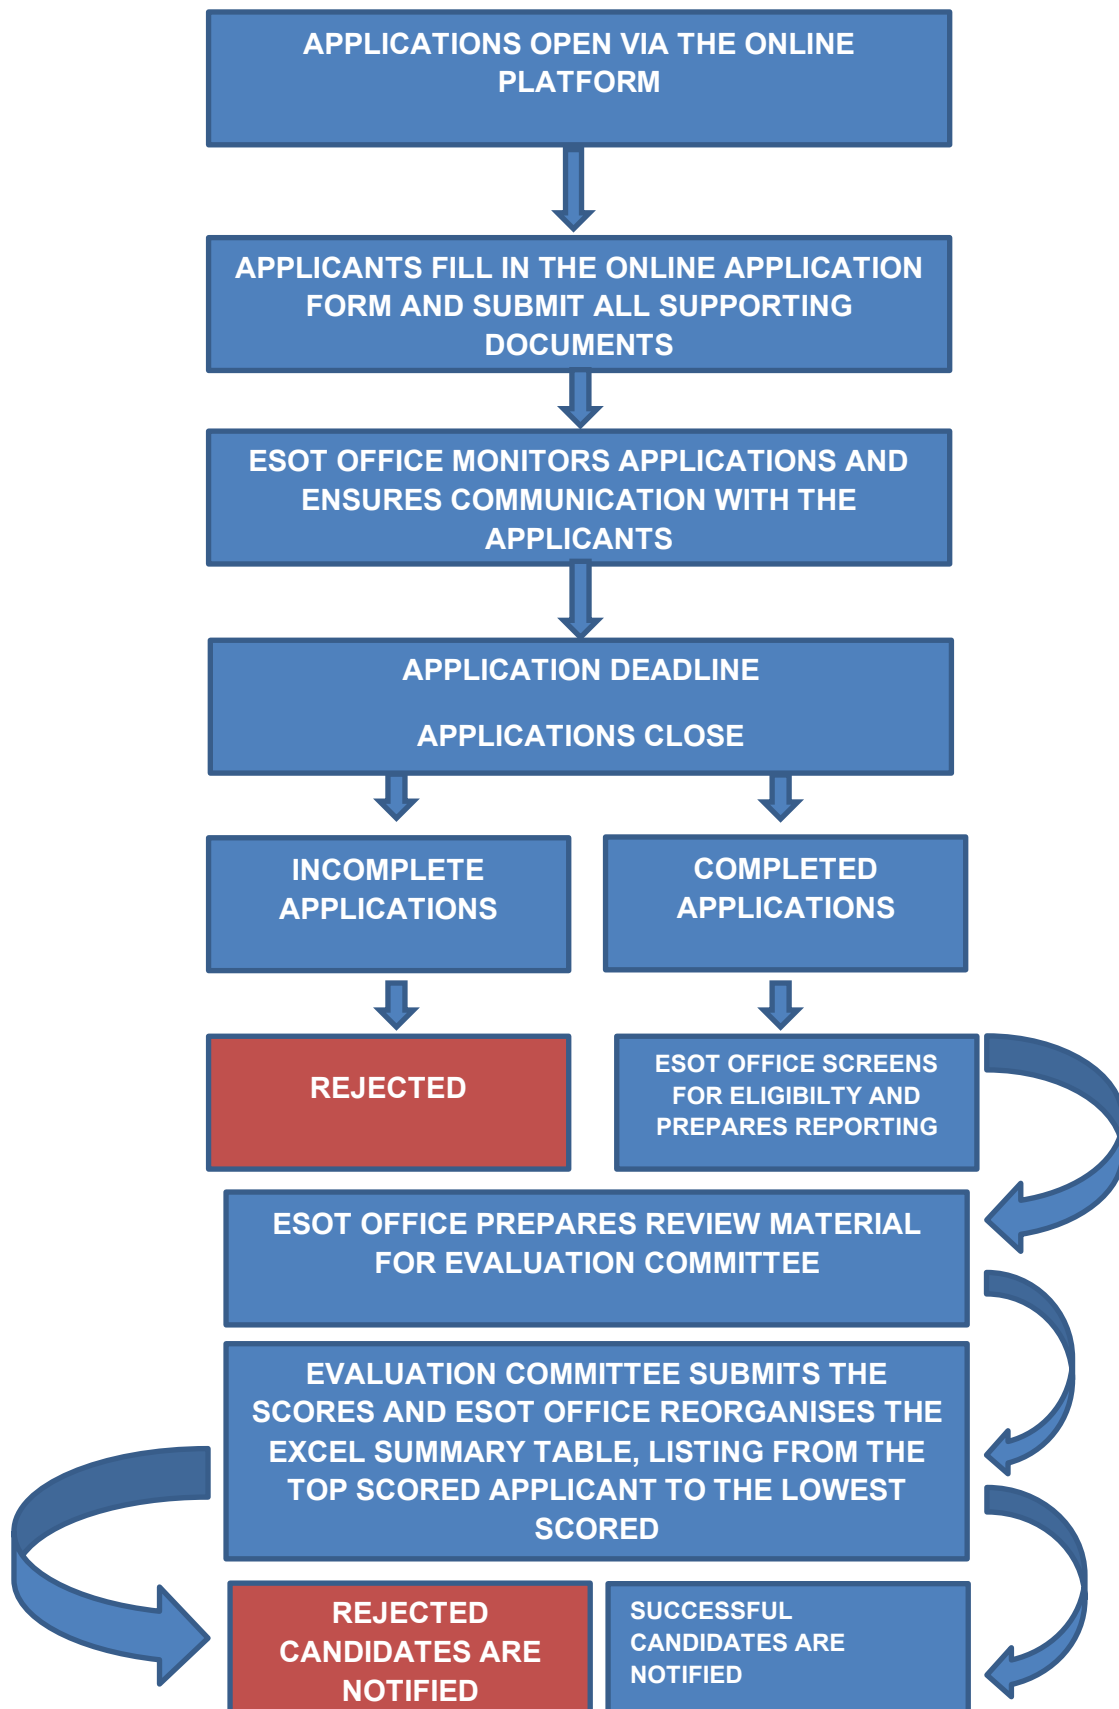 APPLICATIONS OPEN VIA THE ONLINE
PLATFORM
APPLICANTS FILL IN THE ONLINE APPLICATION
FORM AND SUBMIT ALL SUPPORTING
DOCUMENTS
ESOT OFFICE MONITORS APPLICATIONS AND
ENSURES COMMUNICATION WITH THE
APPLICANTS
APPLICATION DEADLINE
APPLICATIONS CLOSE
INCOMPLETE
APPLICATIONS
COMPLETED
APPLICATIONS
REJECTED
ESOT OFFICE SCREENS
FOR ELIGIBILTY AND
PREPARES REPORTING
ESOT OFFICE PREPARES REVIEW MATERIAL
FOR EVALUATION COMMITTEE
EVALUATION COMMITTEE SUBMITS THE
SCORES AND ESOT OFFICE REORGANISES THE
EXCEL SUMMARY TABLE, LISTING FROM THE
TOP SCORED APPLICANT TO THE LOWEST
SCORED
REJECTED
CANDIDATES ARE
NOTIFIED
SUCCESSFUL
CANDIDATES ARE
NOTIFIED